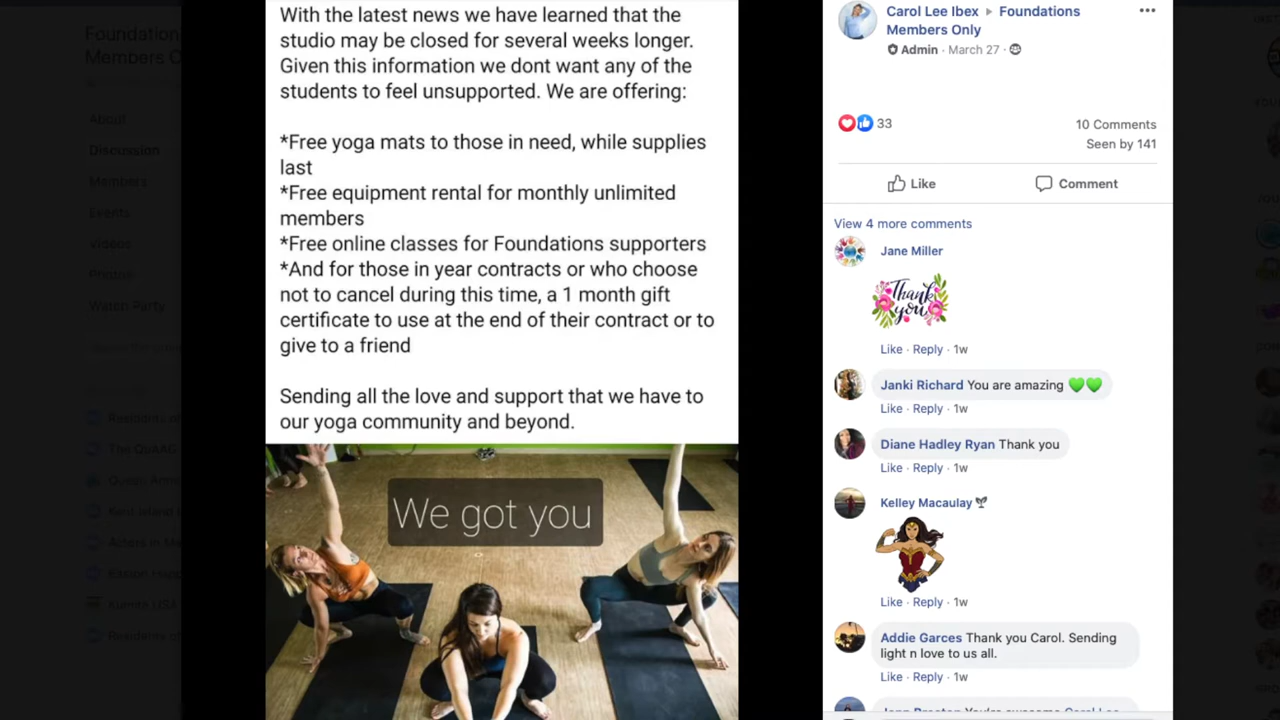 With the latest news we have learned that the
studio may be closed for several weeks longer.
Given this information we dont want any of the
students to feel unsupported. We are offering:
*Free yoga mats to those in need, while supplies
last
*Free equipment rental for monthly unlimited
members
*Free online classes for Foundations supporters
*And for those in year contracts or who choose
not to cancel during this time, a 1 month gift
certificate to use at the end of their contract or to
give to a friend
Sending all the love and support that we have to
our yoga community and beyond.
We got you
Carol Lee Ibex ▸ Foundations
Members Only
Admin · March 27 ·
33
10 Comments
Seen by 141
Like
Comment
View 4 more comments
Jane Miller
Thank you
Like · Reply · 1w
Janki Richard You are amazing 💚💚
Like · Reply · 1w
Diane Hadley Ryan Thank you
Like · Reply · 1w
Kelley Macaulay
Like · Reply · 1w
Addie Garces Thank you Carol. Sending
light n love to us all.
Like · Reply · 1w
About
Discussion
Members
Events
Videos
Photos
Watch Party